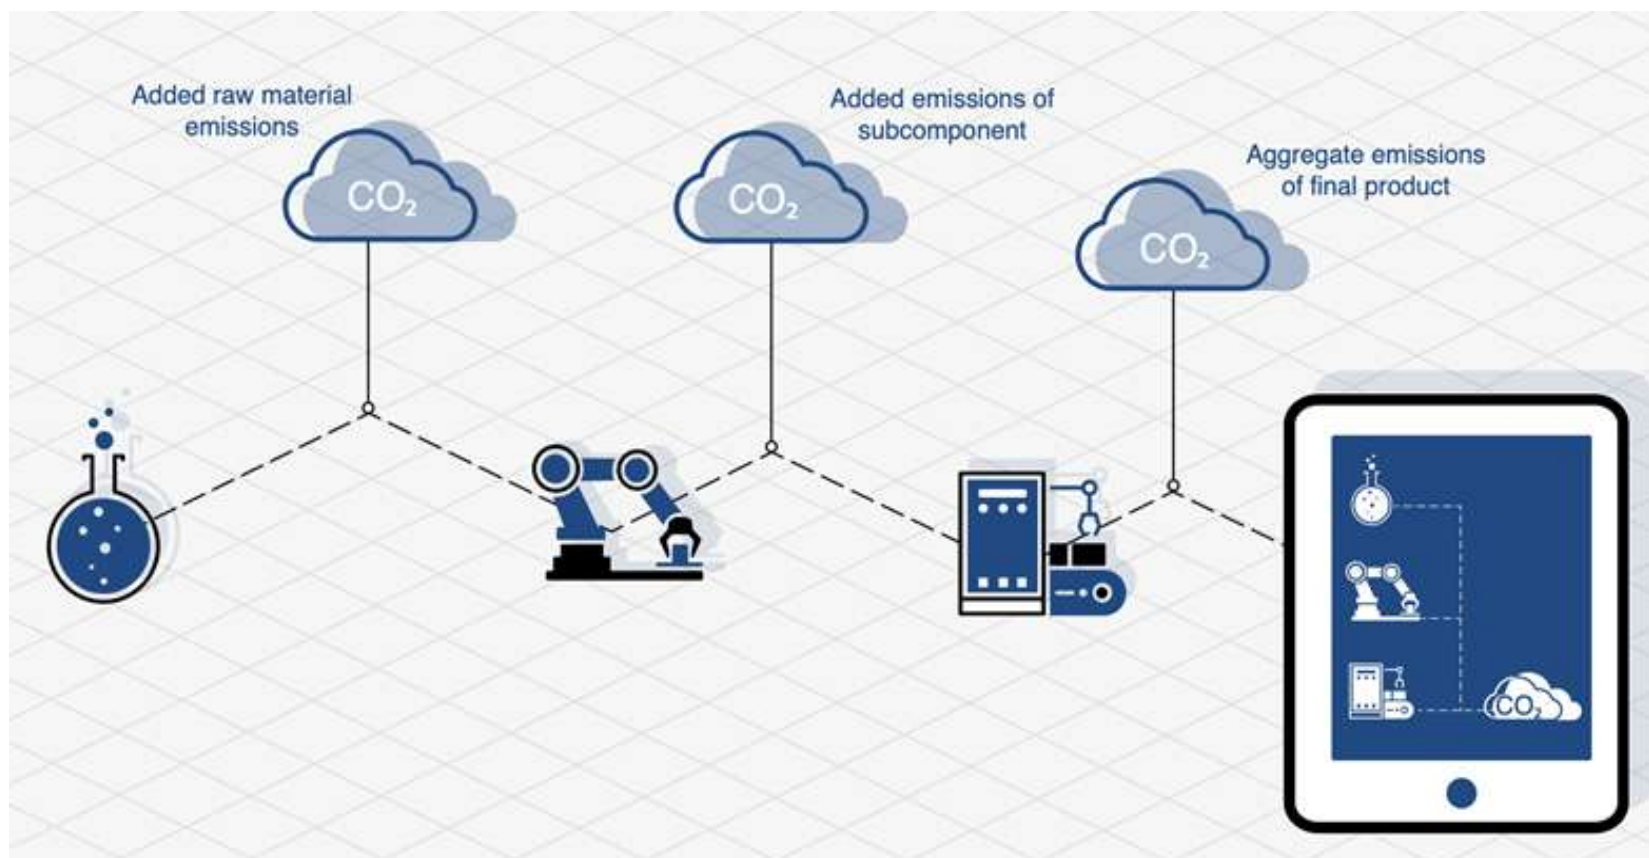 Added raw material
emissions
CO₂
Added emissions of
subcomponent
CO₂
Aggregate emissions
of final product
CO₂
CO₂